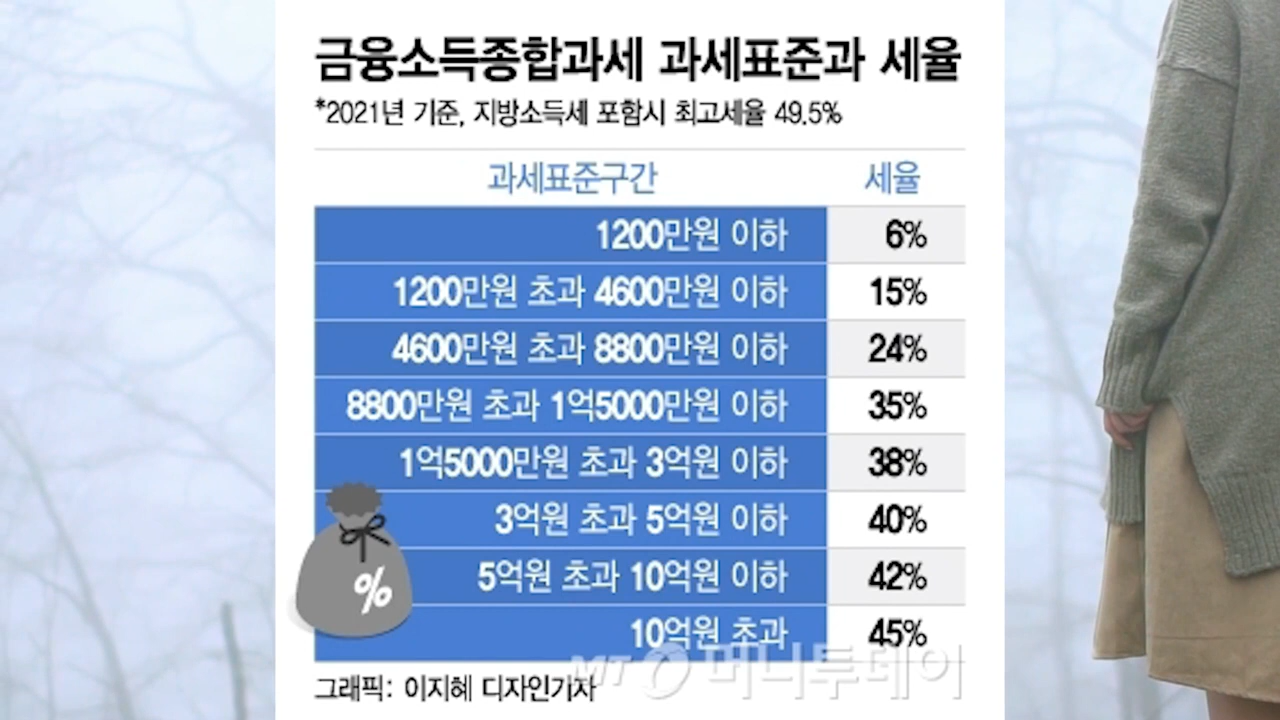 금융소득종합과세 과세표준과 세율
*2021년 기준, 지방소득세 포함시 최고세율 49.5%
과세표준구간 세율
1200만원 이하 6%
1200만원 초과 4600만원 이하 15%
4600만원 초과 8800만원 이하 24%
8800만원 초과 1억5000만원 이하 35%
1억5000만원 초과 3억원 이하 38%
3억원 초과 5억원 이하 40%
5억원 초과 10억원 이하 42%
%
10억원 초과 45%
MT 머니투데이
그래픽: 이지혜 디자인기자